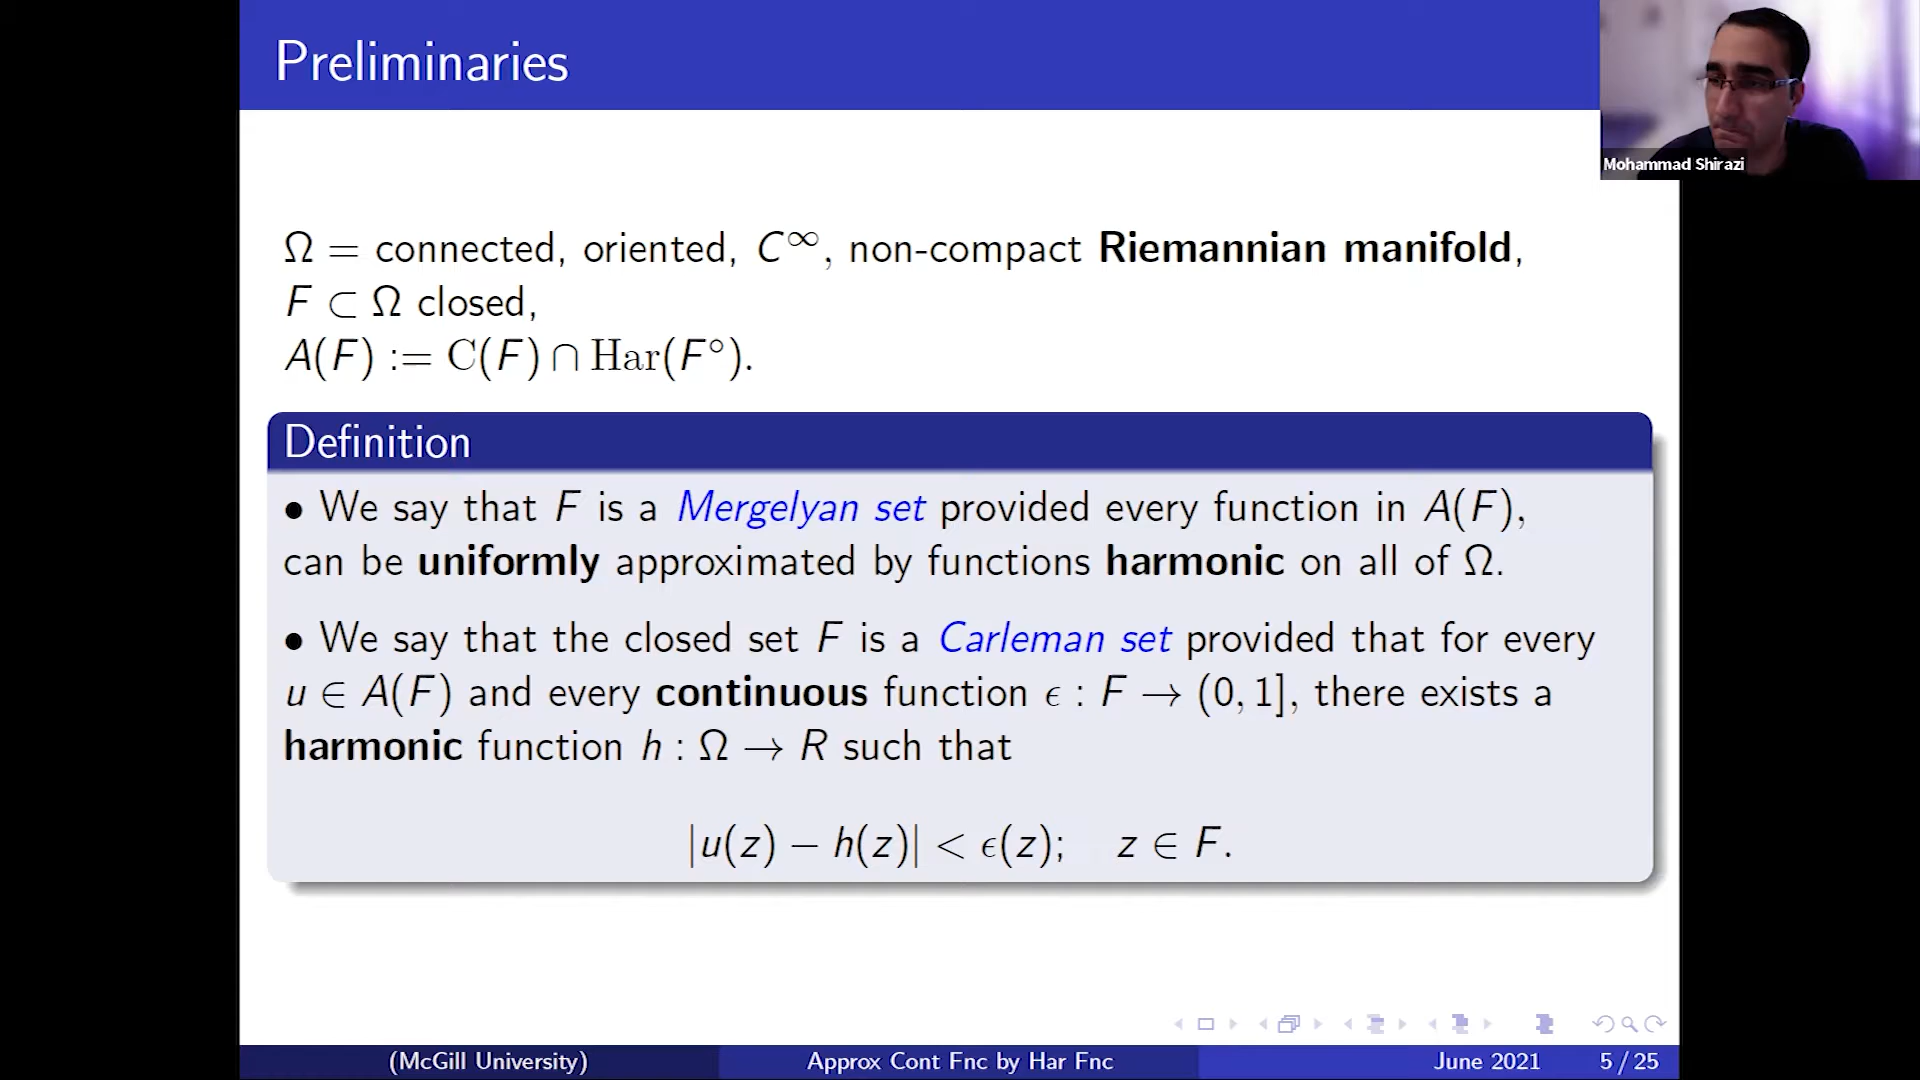 Preliminaries
Mohammad Shirazi
Ω = connected, oriented, C^∞, non-compact Riemannian manifold,
F ⊂ Ω closed,
A(F) := C(F) ∩ Har(F°).
Definition
• We say that F is a Mergelyan set provided every function in A(F),
can be uniformly approximated by functions harmonic on all of Ω.
• We say that the closed set F is a Carleman set provided that for every
u ∈ A(F) and every continuous function ϵ : F → (0, 1], there exists a
harmonic function h : Ω → R such that
|u(z) − h(z)| < ϵ(z); z ∈ F.
(McGill University) Approx Cont Fnc by Har Fnc June 2021 5 / 25